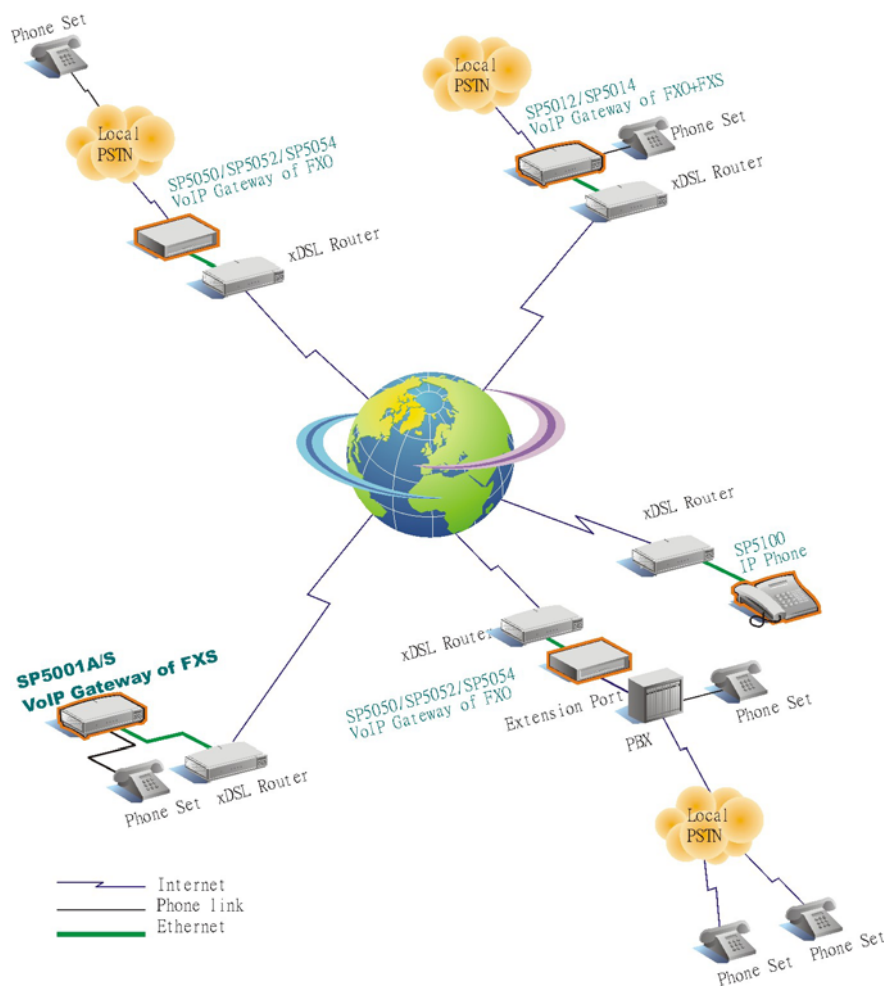 Phone Set
Local
PSTN
SP5050/SP5052/SP5054
VoIP Gateway of FXO
xDSL Router
Local
PSTN
SP5012/SP5014
VoIP Gateway of FXO+FXS
Phone Set
xDSL Router
xDSL Router
SP5100
IP Phone
xDSL Router
SP5050/SP5052/SP5054
VoIP Gateway of FXO
Extension Port
PBX
Phone Set
SP5001A/S
VoIP Gateway of FXS
Phone Set
xDSL Router
Local
PSTN
Phone Set
Phone Set
Internet
Phone link
Ethernet